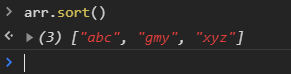 > arr.sort()
<· ▶ (3) ["abc", "gmy", "xyz"]
>